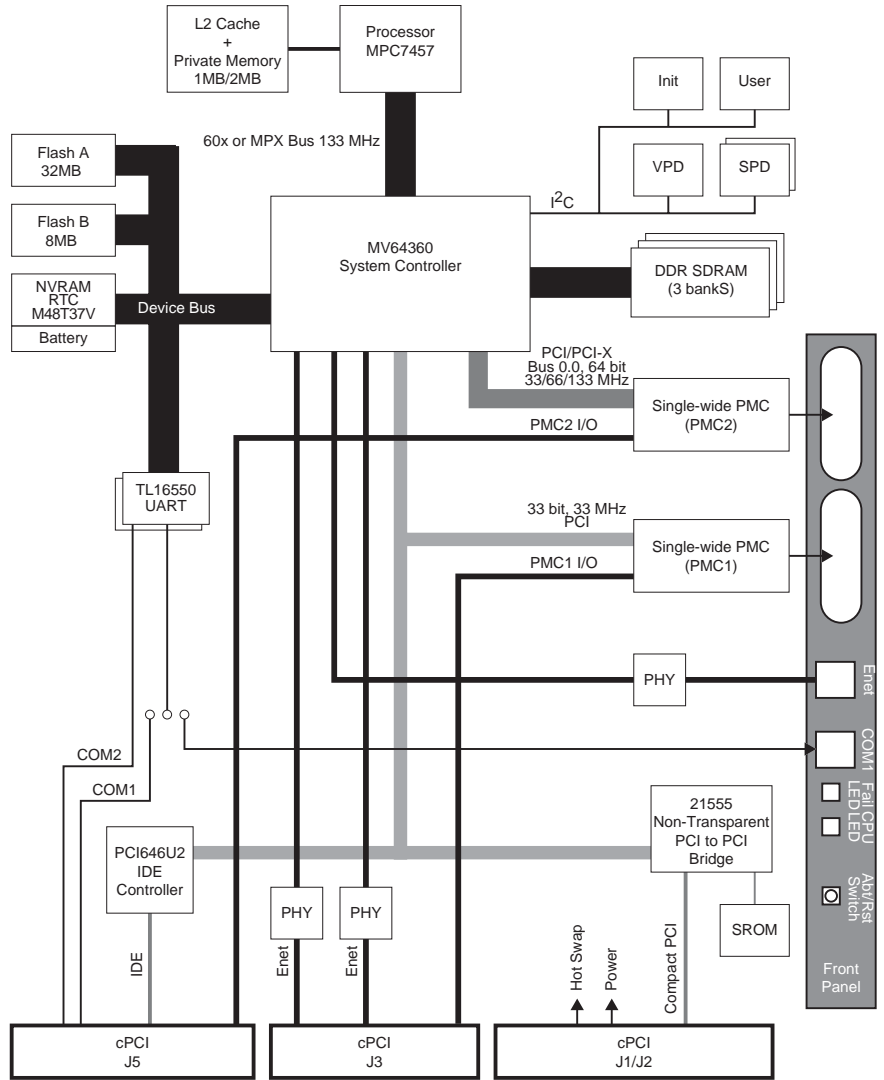 L2 Cache
+
Private Memory
1MB/2MB
Processor
MPC7457
Init
User
60x or MPX Bus 133 MHz
Flash A
32MB
VPD
SPD
I2C
Flash B
8MB
MV64360
System Controller
DDR SDRAM
(3 bankS)
NVRAM
RTC
M48T37V
Battery
Device Bus
PCI/PCI-X
Bus 0.0, 64 bit
33/66/133 MHz
Single-wide PMC
(PMC2)
PMC2 I/O
TL16550
UART
33 bit, 33 MHz
PCI
Single-wide PMC
(PMC1)
PMC1 I/O
PHY
Enet
COM2
COM1
COM1
Fail CPU
LED LED
21555
Non-Transparent
PCI to PCI
Bridge
PCI646U2
IDE
Controller
PHY
PHY
SROM
Abt/Rst
Switch
IDE
Enet
Enet
Hot Swap
Power
Compact PCI
Front
Panel
cPCI
J5
cPCI
J3
cPCI
J1/J2